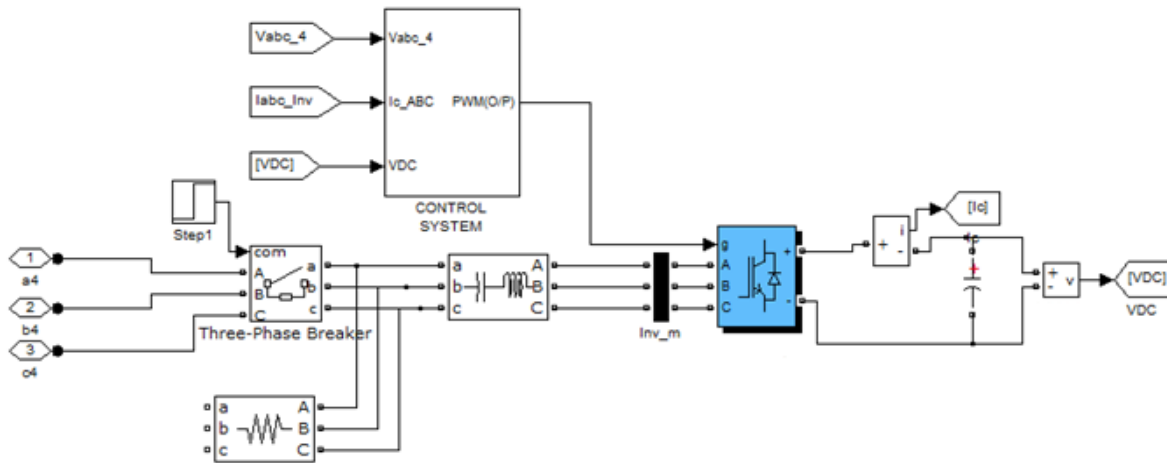 Vabc_4
Vabc_4
Iabc_Inv
Ic_ABC
PWM(O/P)
[VDC]
VDC
CONTROL
SYSTEM
Step1
[Ic]
com
g
i
+
-
+
-
1
a4
A
a
a
A
A
+
-
v
[VDC]
VDC
2
b4
B
b
b
B
B
3
c4
C
c
c
C
C
-
Three-Phase Breaker
Inv_m
a
A
b
B
c
C